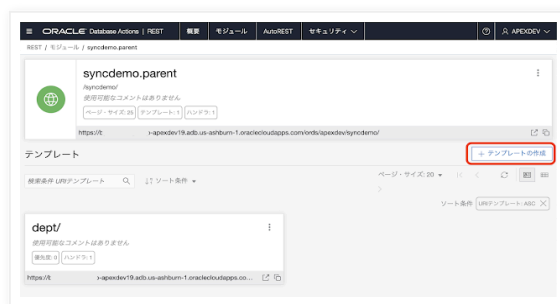 ORACLE Database Actions | REST 概要 モジュール AutoREST セキュリティ APEXDEV
REST / モジュール / syncdemo.parent
syncdemo.parent
/syncdemo/
使用可能なコメントはありません
ページ・サイズ: 25 テンプレート: 1 ハンドラ: 1
https://t -apexdev19.adb.us-ashburn-1.oraclecloudapps.com/ords/apexdev/syncdemo/
テンプレート + テンプレートの作成
検索条件 URIテンプレート ソート条件 ページ・サイズ: 20
ソート条件 URIテンプレート: ASC
dept/
使用可能なコメントはありません
優先度: 0 ハンドラ: 1
https://t -apexdev19.adb.us-ashburn-1.oraclecloudapps.co...